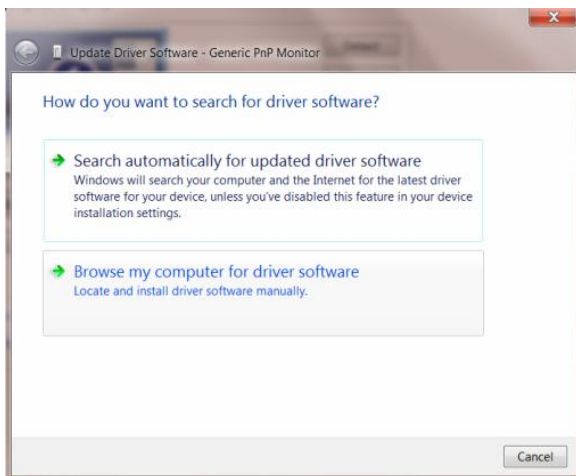 Update Driver Software - Generic PnP Monitor
How do you want to search for driver software?
Search automatically for updated driver software
Windows will search your computer and the Internet for the latest driver
software for your device, unless you've disabled this feature in your device
installation settings.
Browse my computer for driver software
Locate and install driver software manually.
Cancel